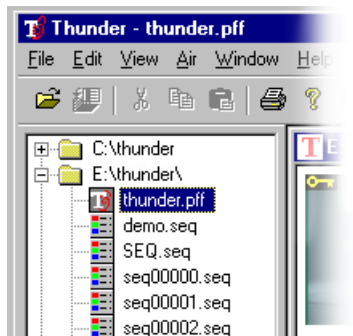 Thunder - thunder.pff
File Edit View Air Window Help
C:\thunder
E:\thunder\
thunder.pff
demo.seq
SEQ.seq
seq00000.seq
seq00001.seq
seq00002.seq